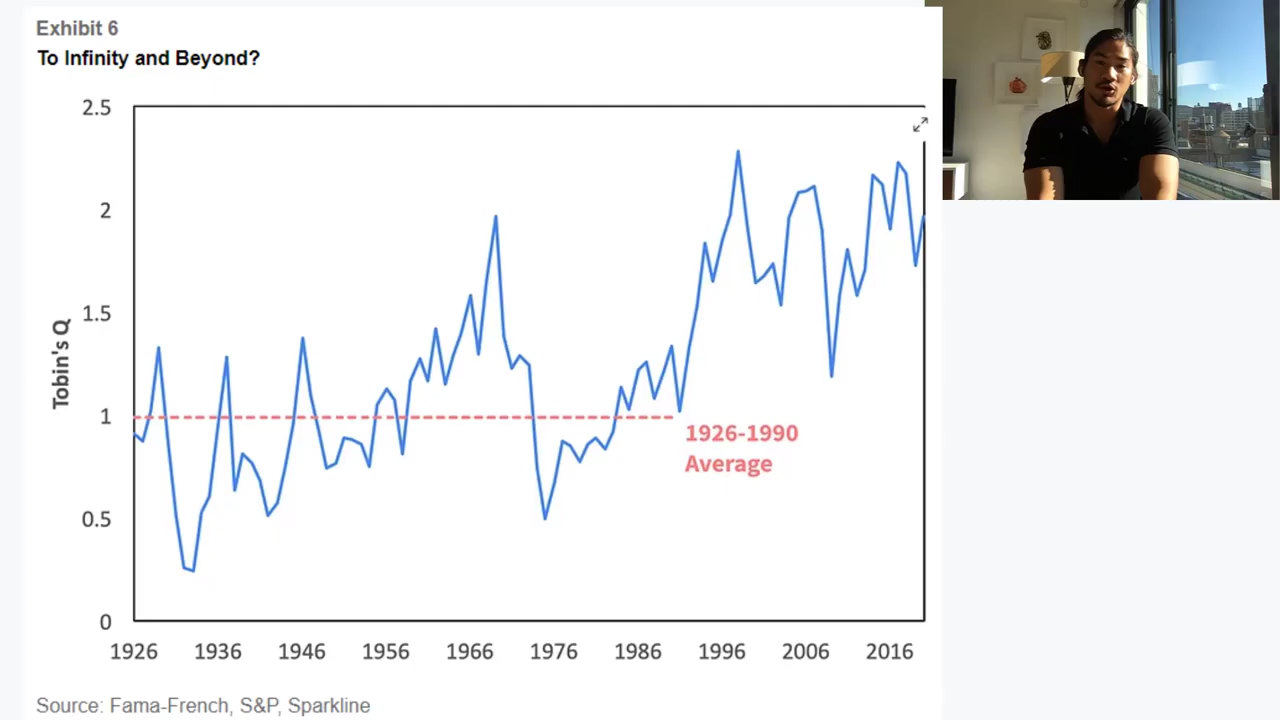 Exhibit 6
To Infinity and Beyond?
2.5
2
1.5
1
0.5
0
Tobin's Q
1926-1990
Average
1926 1936 1946 1956 1966 1976 1986 1996 2006 2016
Source: Fama-French, S&P, Sparkline